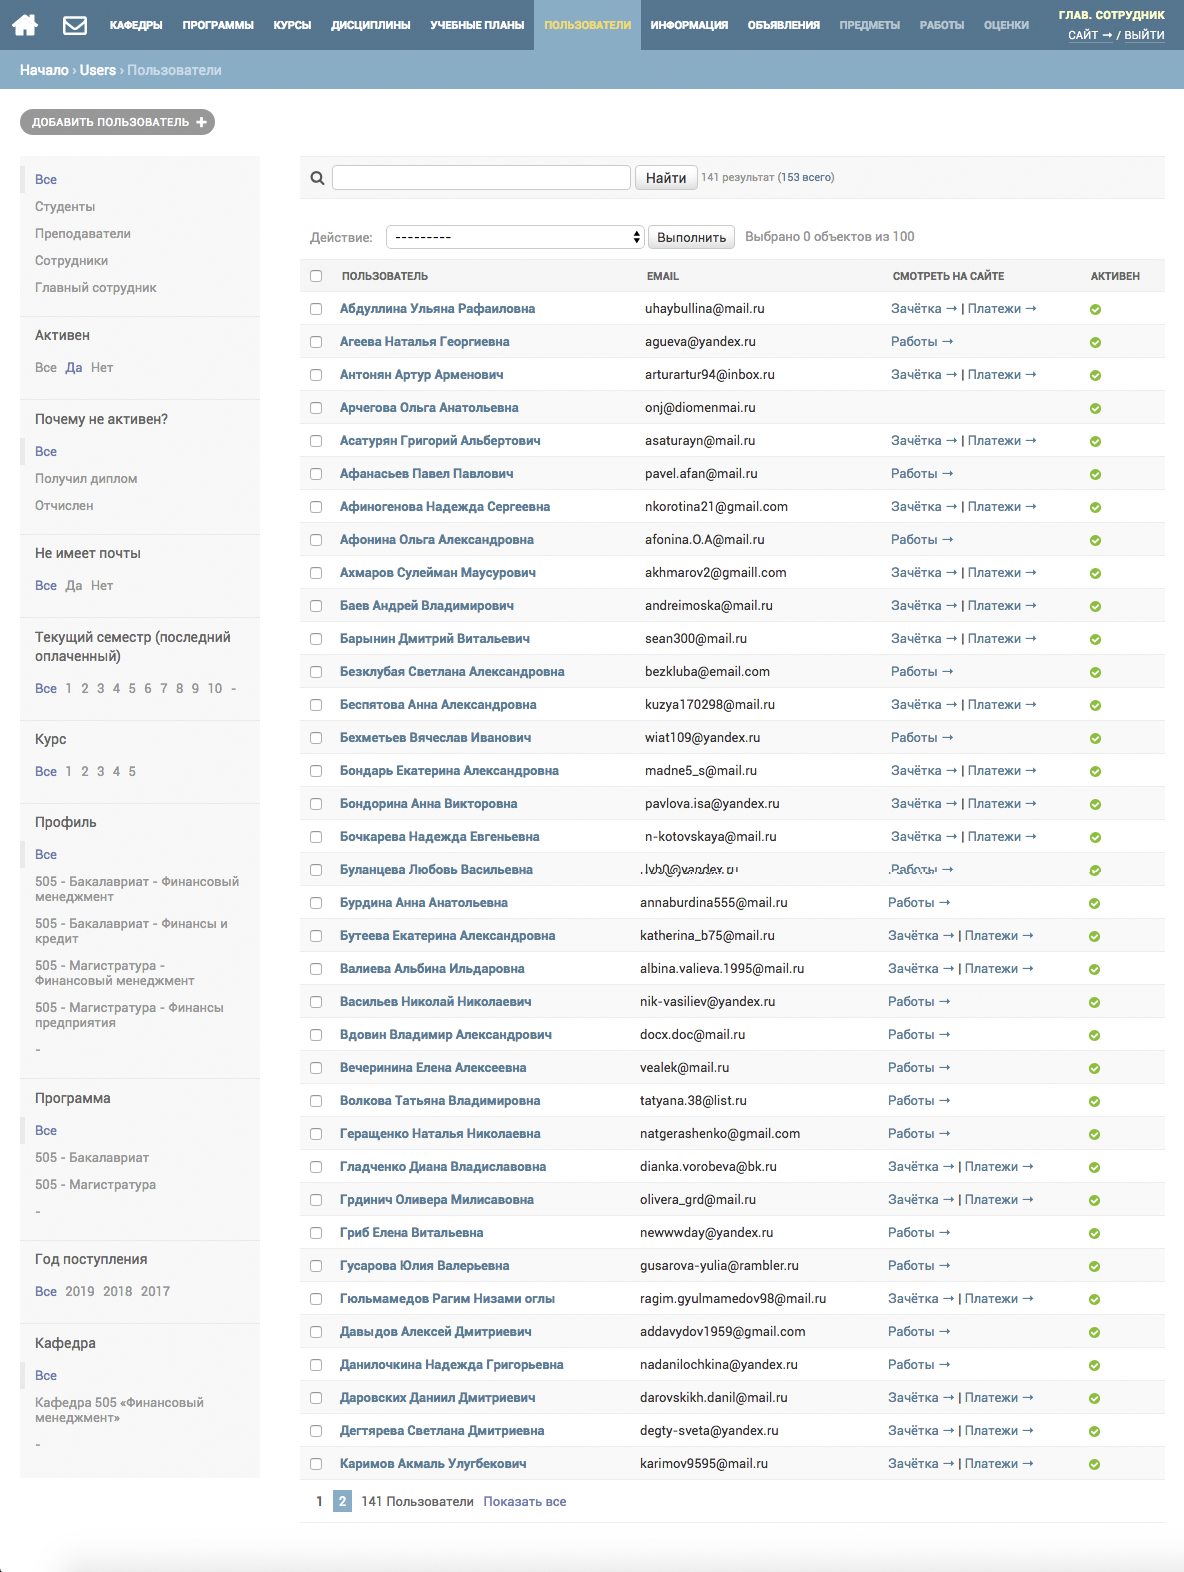 КАФЕДРЫ ПРОГРАММЫ КУРСЫ ДИСЦИПЛИНЫ УЧЕБНЫЕ ПЛАНЫ ПОЛЬЗОВАТЕЛИ ИНФОРМАЦИЯ ОБЪЯВЛЕНИЯ ПРЕДМЕТЫ РАБОТЫ ОЦЕНКИ
ГЛАВ. СОТРУДНИК
САЙТ → / ВЫЙТИ
Начало › Users › Пользователи
ДОБАВИТЬ ПОЛЬЗОВАТЕЛЬ +
Все
Студенты
Преподаватели
Сотрудники
Главный сотрудник
Активен
Все Да Нет
Почему не активен?
Все
Получил диплом
Отчислен
Не имеет почты
Все Да Нет
Текущий семестр (последний
оплаченный)
Все 1 2 3 4 5 6 7 8 9 10 -
Курс
Все 1 2 3 4 5
Профиль
Все
505 - Бакалавриат - Финансовый
менеджмент
505 - Бакалавриат - Финансы и
кредит
505 - Магистратура -
Финансовый менеджмент
505 - Магистратура - Финансы
предприятия
-
Программа
Все
505 - Бакалавриат
505 - Магистратура
-
Год поступления
Все 2019 2018 2017
Кафедра
Все
Кафедра 505 «Финансовый
менеджмент»
-
Найти 141 результат (153 всего)
Действие: --------- Выполнить Выбрано 0 объектов из 100
ПОЛЬЗОВАТЕЛЬ EMAIL СМОТРЕТЬ НА САЙТЕ АКТИВЕН
Абдуллина Ульяна Рафаиловна uhaybullina@mail.ru Зачётка → | Платежи →
Агеева Наталья Георгиевна agueva@yandex.ru Работы →
Антонян Артур Арменович arturartur94@inbox.ru Зачётка → | Платежи →
Арчегова Ольга Анатольевна onj@diomenmai.ru
Асатурян Григорий Альбертович asaturayn@mail.ru Зачётка → | Платежи →
Афанасьев Павел Павлович pavel.afan@mail.ru Работы →
Афиногенова Надежда Сергеевна nkorotina21@gmail.com Зачётка → | Платежи →
Афонина Ольга Александровна afonina.O.A@mail.ru Работы →
Ахмаров Сулейман Маусурович akhmarov2@gmaill.com Зачётка → | Платежи →
Баев Андрей Владимирович andreimoska@mail.ru Зачётка → | Платежи →
Барынин Дмитрий Витальевич sean300@mail.ru Зачётка → | Платежи →
Безклубая Светлана Александровна bezkluba@email.com Работы →
Беспятова Анна Александровна kuzya170298@mail.ru Зачётка → | Платежи →
Бехметьев Вячеслав Иванович wiat109@yandex.ru Работы →
Бондарь Екатерина Александровна madne5_s@mail.ru Зачётка → | Платежи →
Бондорина Анна Викторовна pavlova.isa@yandex.ru Зачётка → | Платежи →
Бочкарева Надежда Евгеньевна n-kotovskaya@mail.ru Зачётка → | Платежи →
Буланцева Любовь Васильевна Работы →
Бурдина Анна Анатольевна annaburdina555@mail.ru Работы →
Бутеева Екатерина Александровна katherina_b75@mail.ru Зачётка → | Платежи →
Валиева Альбина Ильдаровна albina.valieva.1995@mail.ru Зачётка → | Платежи →
Васильев Николай Николаевич nik-vasiliev@yandex.ru Работы →
Вдовин Владимир Александрович docx.doc@mail.ru Работы →
Вечеринина Елена Алексеевна vealek@mail.ru Работы →
Волкова Татьяна Владимировна tatyana.38@list.ru Работы →
Геращенко Наталья Николаевна natgerashenko@gmail.com Работы →
Гладченко Диана Владиславовна dianka.vorobeva@bk.ru Зачётка → | Платежи →
Грдинич Оливера Милисавовна olivera_grd@mail.ru Зачётка → | Платежи →
Гриб Елена Витальевна newwwday@yandex.ru Работы →
Гусарова Юлия Валерьевна gusarova-yulia@rambler.ru Работы →
Гюльмамедов Рагим Низами оглы ragim.gyulmamedov98@mail.ru Зачётка → | Платежи →
Давыдов Алексей Дмитриевич addavydov1959@gmail.com Работы →
Данилочкина Надежда Григорьевна nadanilochkina@yandex.ru Работы →
Даровских Даниил Дмитриевич darovskikh.danil@mail.ru Зачётка → | Платежи →
Дегтярева Светлана Дмитриевна degty-sveta@yandex.ru Зачётка → | Платежи →
Каримов Акмаль Улугбекович karimov9595@mail.ru Зачётка → | Платежи →
1 2 141 Пользователи Показать все